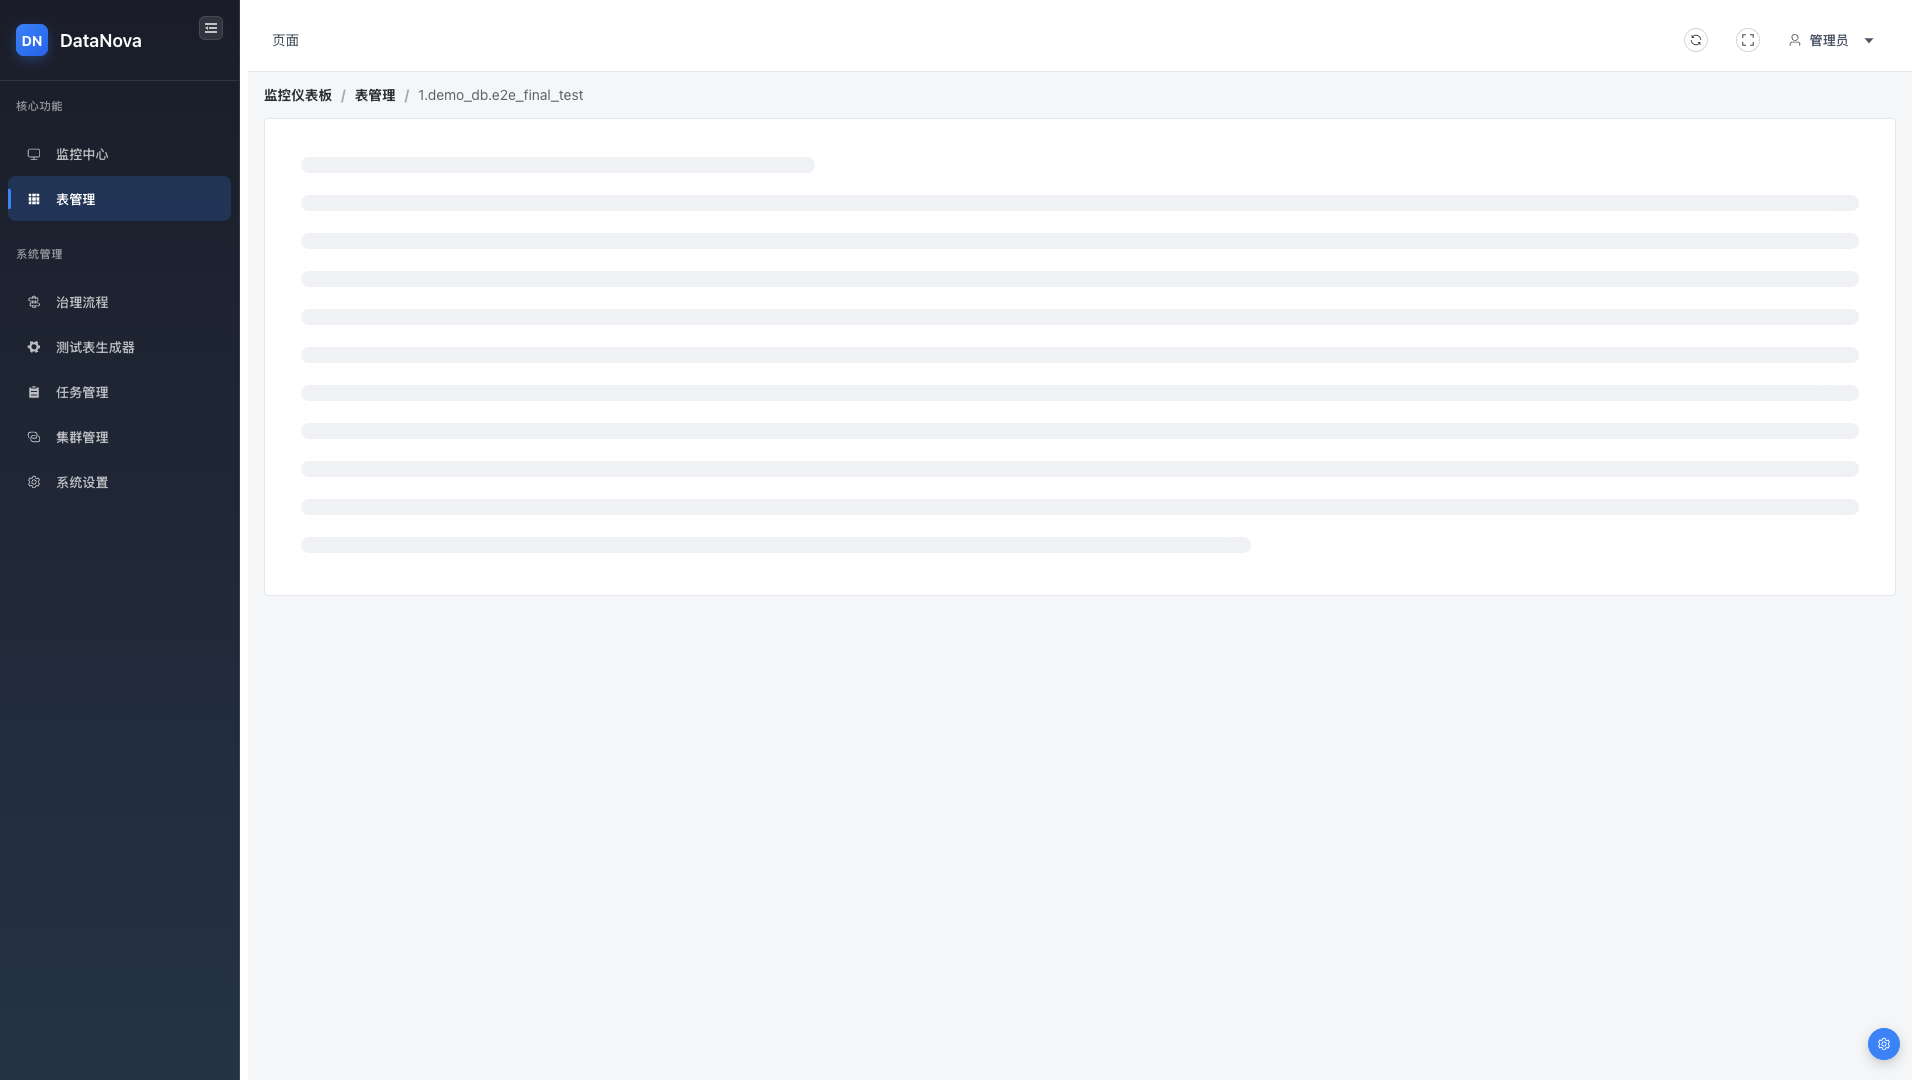 DN DataNova
核心功能
监控中心
表管理
系统管理
治理流程
测试表生成器
任务管理
集群管理
系统设置
页面
管理员
监控仪表板 / 表管理 / 1.demo_db.e2e_final_test